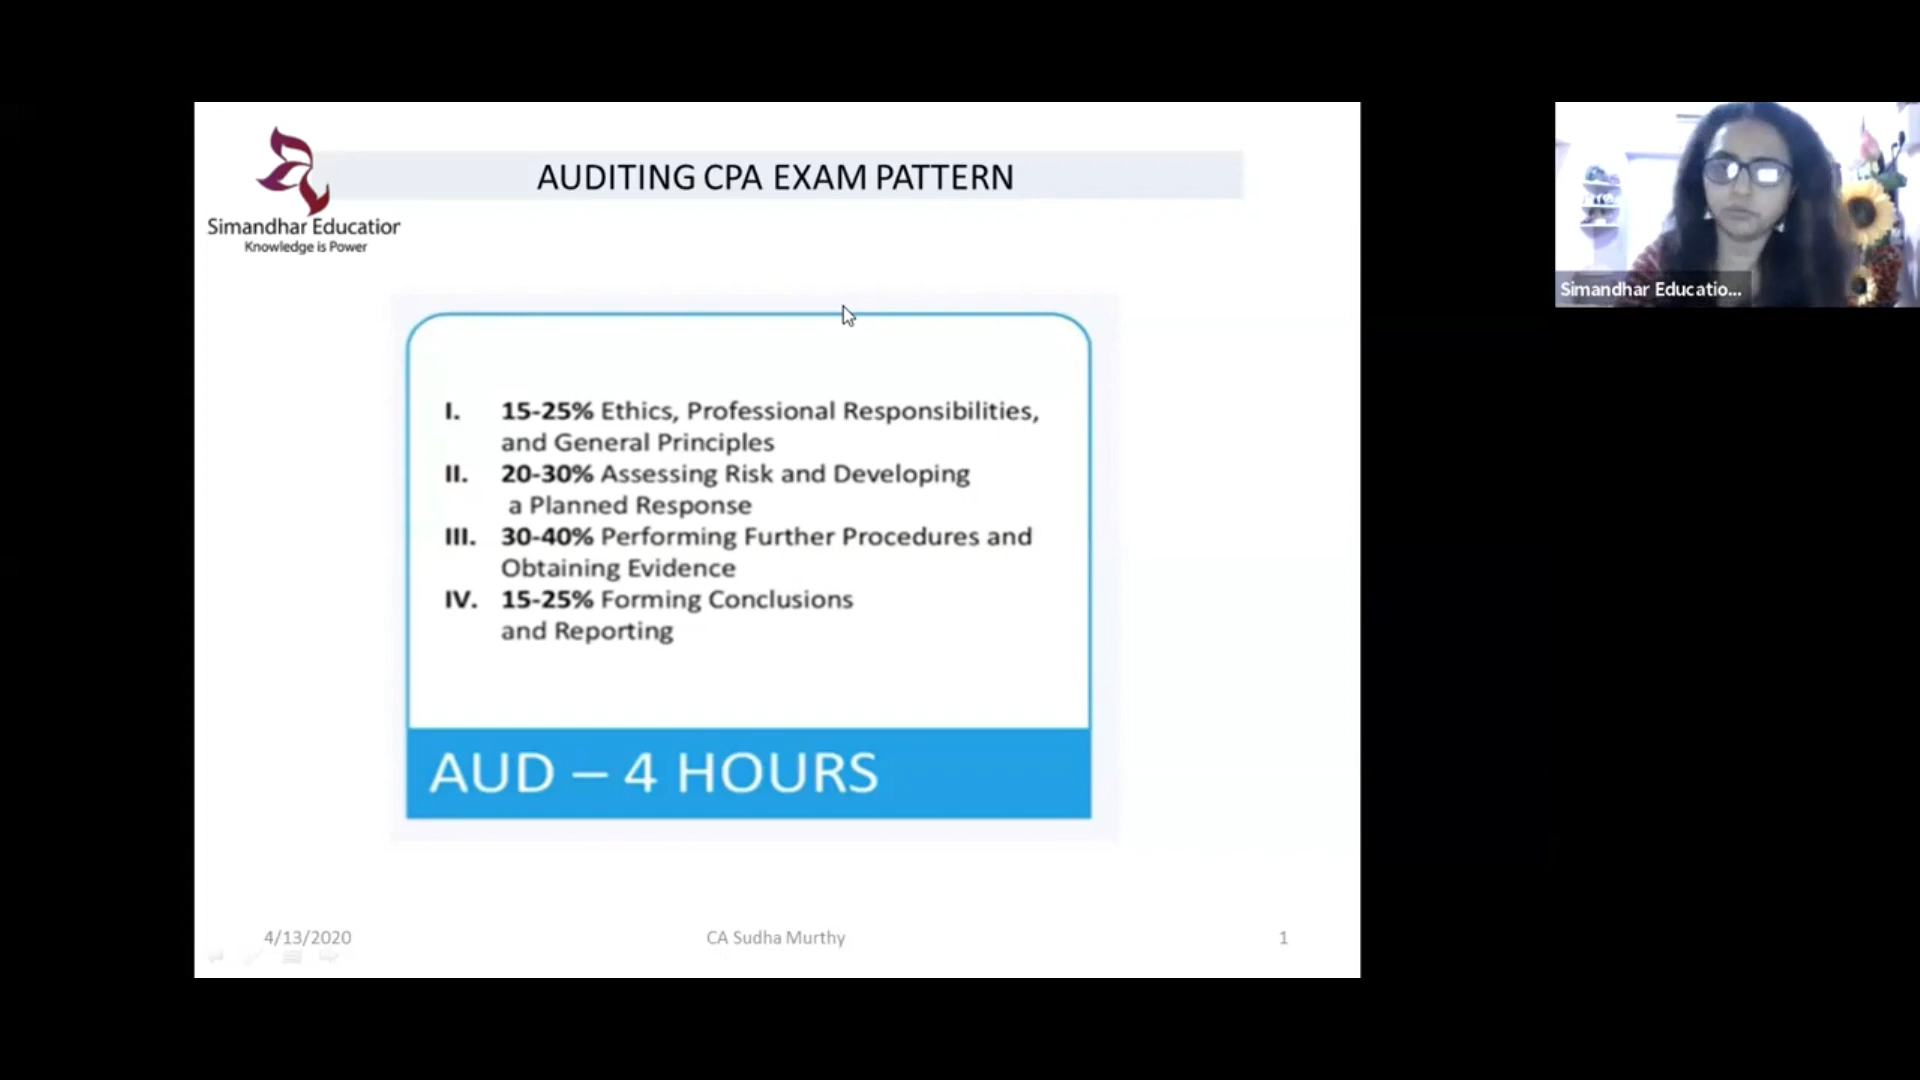 AUDITING CPA EXAM PATTERN
Simandhar Education
Knowledge is Power
I. 15-25% Ethics, Professional Responsibilities,
and General Principles
II. 20-30% Assessing Risk and Developing
a Planned Response
III. 30-40% Performing Further Procedures and
Obtaining Evidence
IV. 15-25% Forming Conclusions
and Reporting
AUD – 4 HOURS
4/13/2020
CA Sudha Murthy
1
Simandhar Educatio...